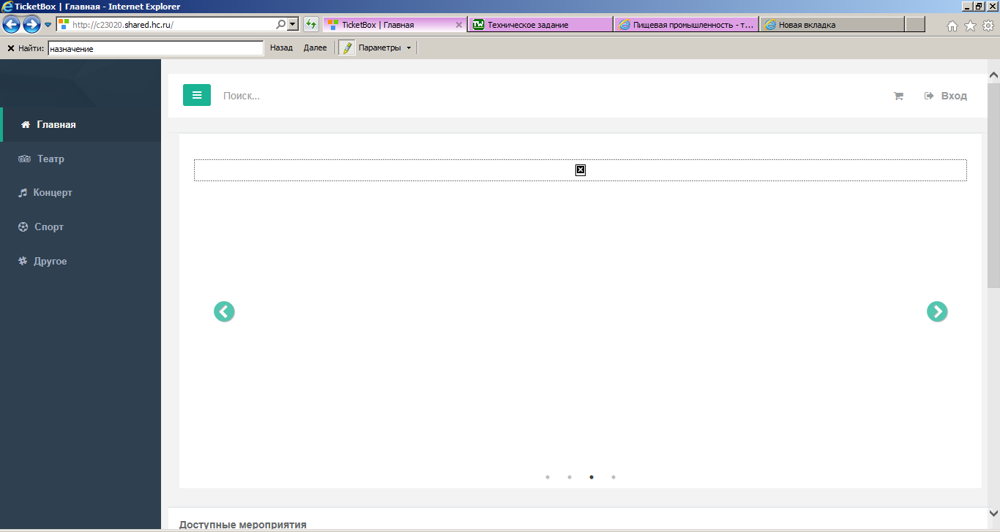 TicketBox | Главная - Internet Explorer
http://c23020.shared.hc.ru/
TicketBox | Главная
Техническое задание
Пищевая промышленность - т...
Новая вкладка
Найти: назначение Назад Далее Параметры
Поиск...
Вход
Главная
Театр
Концерт
Спорт
Другое
Доступные мероприятия